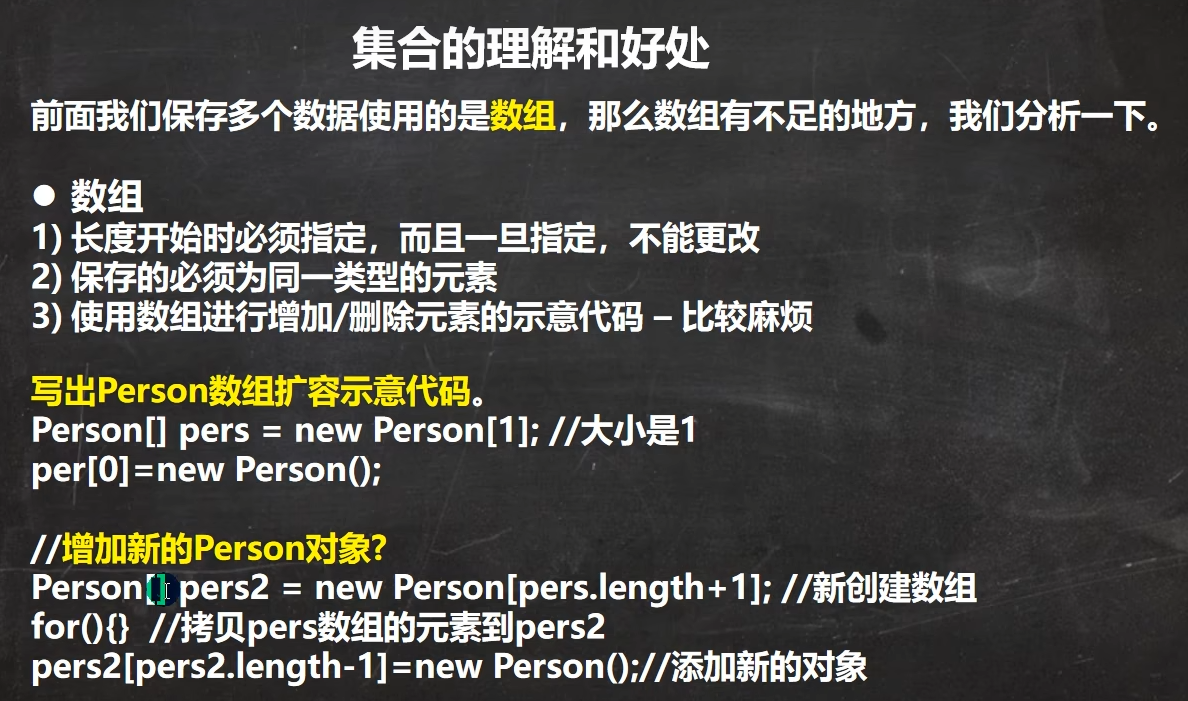 集合的理解和好处
前面我们保存多个数据使用的是数组，那么数组有不足的地方，我们分析一下。
● 数组
1) 长度开始时必须指定，而且一旦指定，不能更改
2) 保存的必须为同一类型的元素
3) 使用数组进行增加/删除元素的示意代码 – 比较麻烦
写出Person数组扩容示意代码。
Person[] pers = new Person[1]; //大小是1
per[0]=new Person();
//增加新的Person对象?
Person[] pers2 = new Person[pers.length+1]; //新创建数组
for(){}  //拷贝pers数组的元素到pers2
pers2[pers2.length-1]=new Person();//添加新的对象